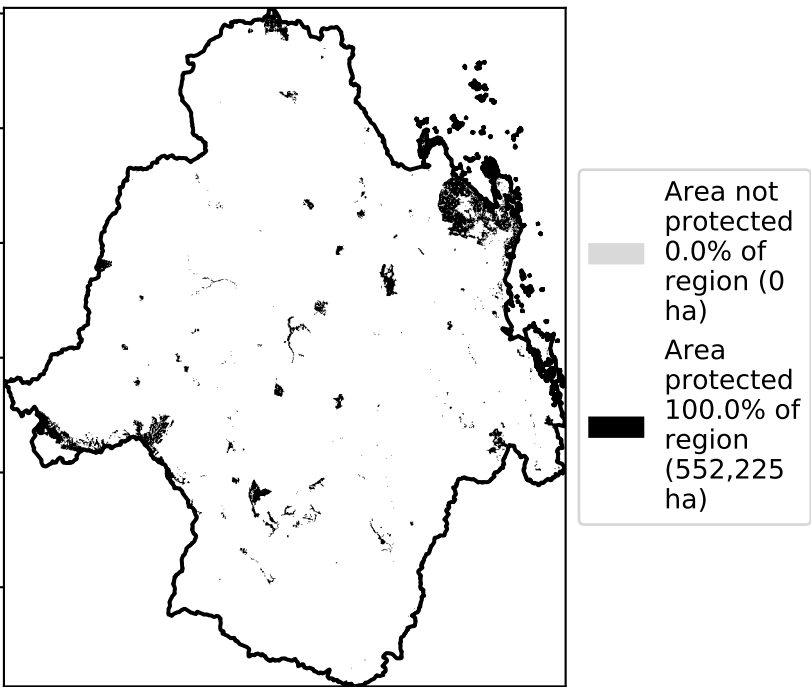 Area not
protected
0.0% of
region (0
ha)
Area
protected
100.0% of
region
(552,225
ha)